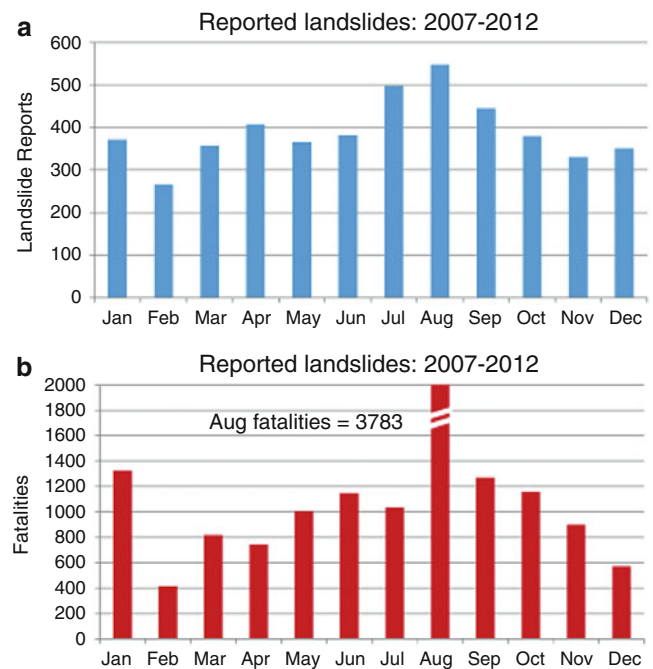 a
Reported landslides: 2007-2012
Landslide Reports
600
500
400
300
200
100
0
Jan Feb Mar Apr May Jun Jul Aug Sep Oct Nov Dec
b
Reported landslides: 2007-2012
Fatalities
2000
1800
1600
1400
1200
1000
800
600
400
200
0
Aug fatalities = 3783
Jan Feb Mar Apr May Jun Jul Aug Sep Oct Nov Dec